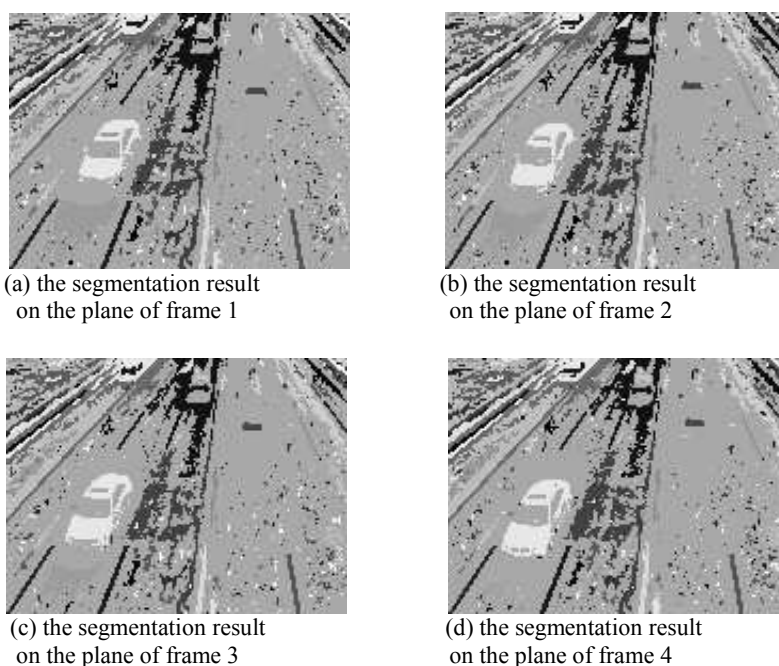 (a) the segmentation result
on the plane of frame 1
(b) the segmentation result
on the plane of frame 2
(c) the segmentation result
on the plane of frame 3
(d) the segmentation result
on the plane of frame 4